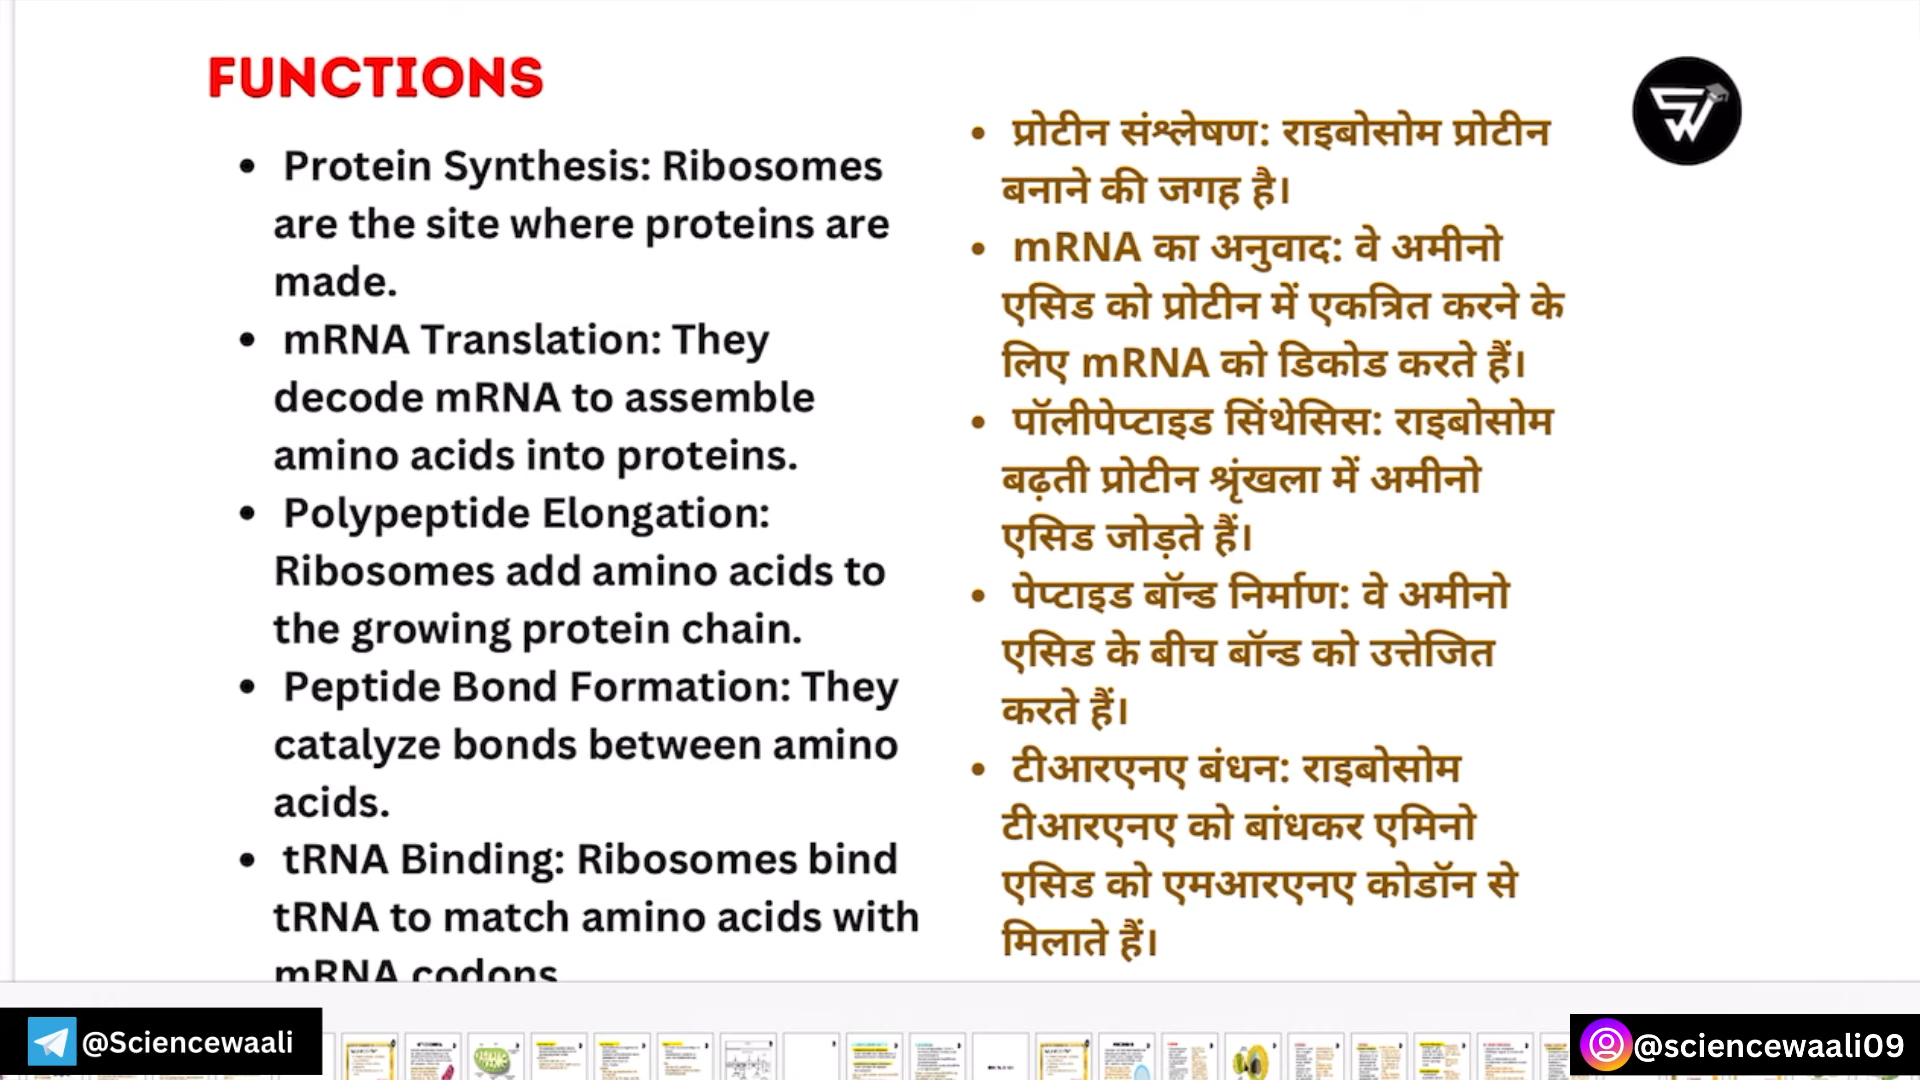 FUNCTIONS
• Protein Synthesis: Ribosomes
are the site where proteins are
made.
• mRNA Translation: They
decode mRNA to assemble
amino acids into proteins.
• Polypeptide Elongation:
Ribosomes add amino acids to
the growing protein chain.
• Peptide Bond Formation: They
catalyze bonds between amino
acids.
• tRNA Binding: Ribosomes bind
tRNA to match amino acids with
mRNA codons
• प्रोटीन संश्लेषण: राइबोसोम प्रोटीन
बनाने की जगह है।
• mRNA का अनुवाद: वे अमीनो
एसिड को प्रोटीन में एकत्रित करने के
लिए mRNA को डिकोड करते हैं।
• पॉलीपेप्टाइड सिंथेसिस: राइबोसोम
बढ़ती प्रोटीन श्रृंखला में अमीनो
एसिड जोड़ते हैं।
• पेप्टाइड बॉन्ड निर्माण: वे अमीनो
एसिड के बीच बॉन्ड को उत्तेजित
करते हैं।
• टीआरएनए बंधन: राइबोसोम
टीआरएनए को बांधकर एमिनो
एसिड को एमआरएनए कोडॉन से
मिलाते हैं।
SW
@Sciencewaali
@sciencewaali09